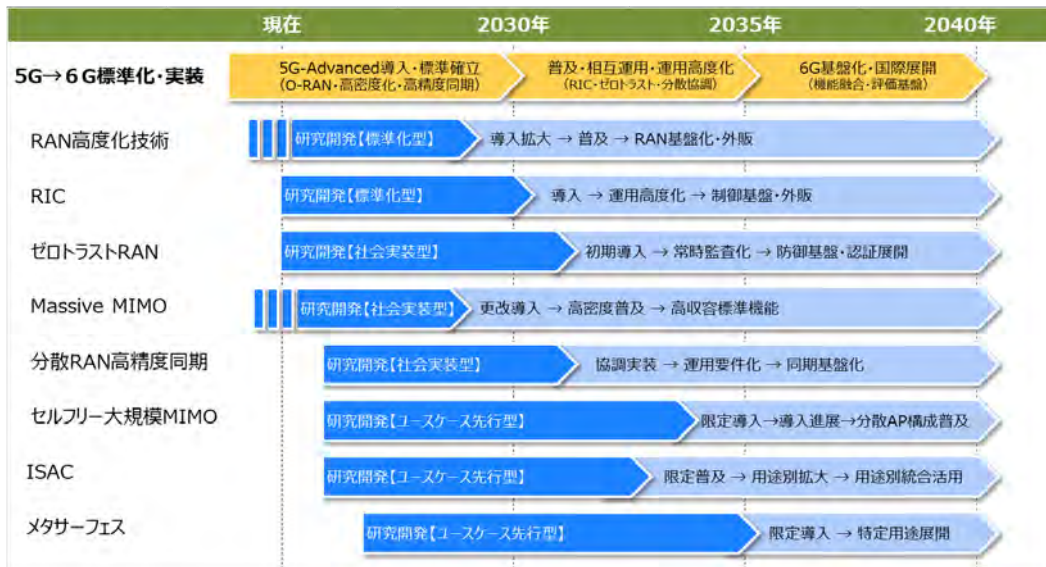 現在 2030年 2035年 2040年
5G→6G標準化・実装
5G-Advanced導入・標準確立
（O-RAN・高密度化・高精度同期）
普及・相互運用・運用高度化
（RIC・ゼロトラスト・分散協調）
6G基盤化・国際展開
（機能融合・評価基盤）
RAN高度化技術 研究開発【標準化型】 導入拡大 → 普及 → RAN基盤化・外販
RIC 研究開発【標準化型】 導入 → 運用高度化 → 制御基盤・外販
ゼロトラストRAN 研究開発【社会実装型】 初期導入 → 常時監査化 → 防御基盤・認証展開
Massive MIMO 研究開発【社会実装型】 更改導入 → 高密度普及 → 高収容標準機能
分散RAN高精度同期 研究開発【社会実装型】 協調実装 → 運用要件化 → 同期基盤化
セルフリー大規模MIMO 研究開発【ユースケース先行型】 限定導入→導入進展→分散AP構成普及
ISAC 研究開発【ユースケース先行型】 限定普及 → 用途別拡大 → 用途別統合活用
メタサーフェス 研究開発【ユースケース先行型】 限定導入 → 特定用途展開